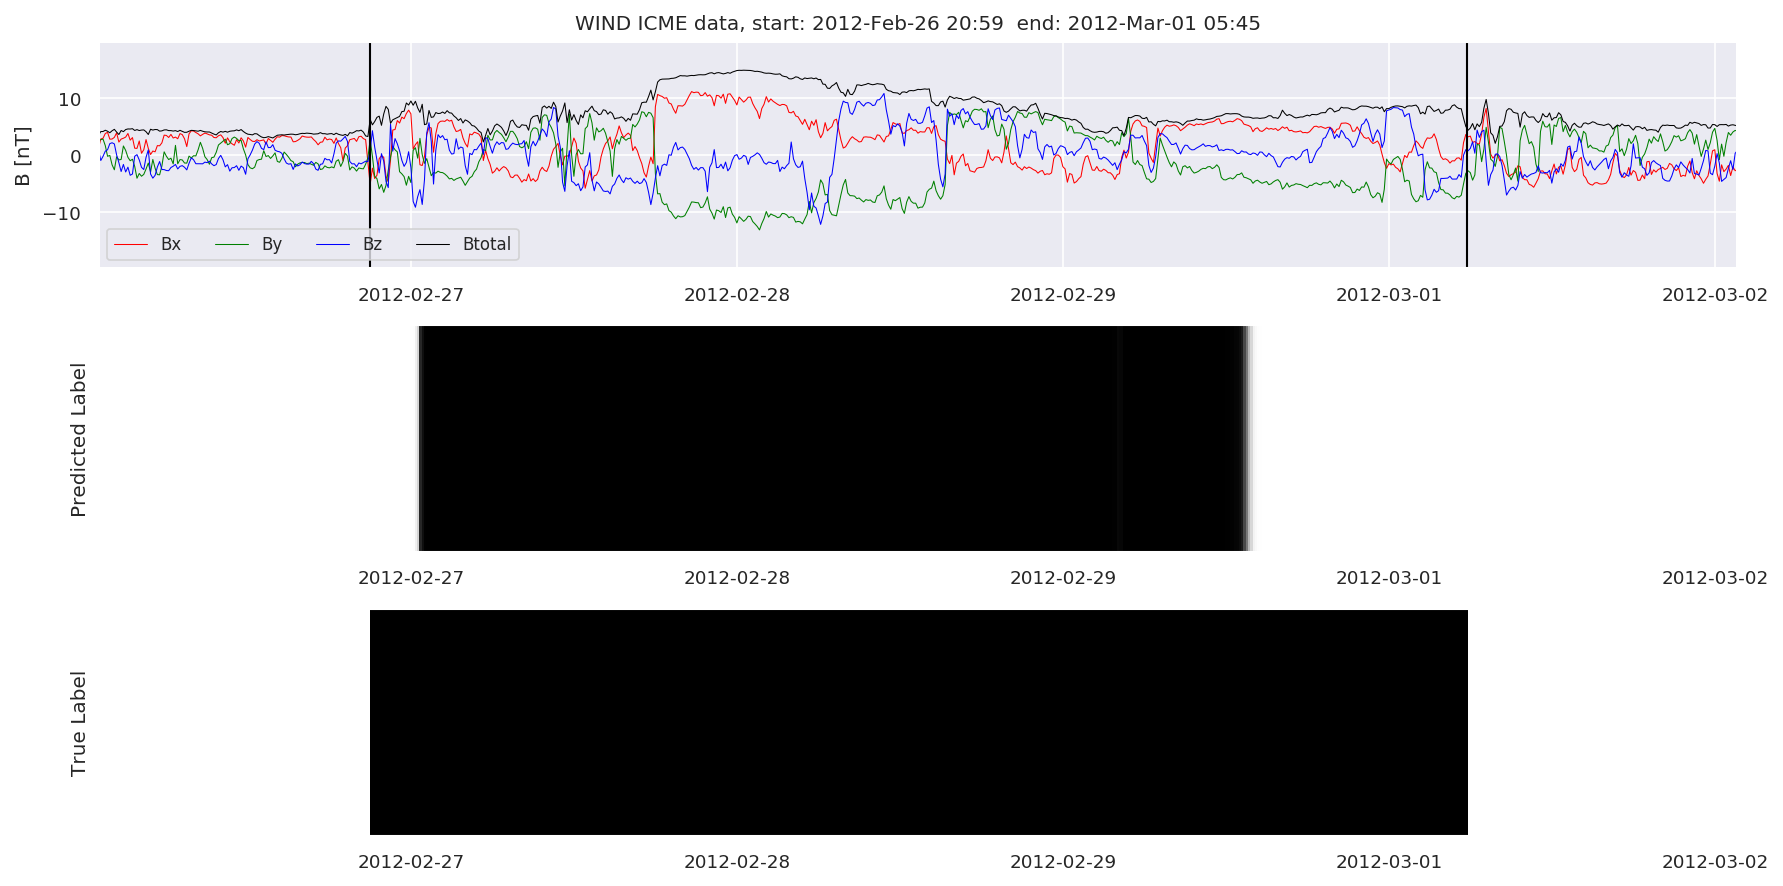 WIND ICME data, start: 2012-Feb-26 20:59  end: 2012-Mar-01 05:45
B [nT]
10
0
−10
Bx By Bz Btotal
2012-02-27 2012-02-28 2012-02-29 2012-03-01 2012-03-02
Predicted Label
2012-02-27 2012-02-28 2012-02-29 2012-03-01 2012-03-02
True Label
2012-02-27 2012-02-28 2012-02-29 2012-03-01 2012-03-02